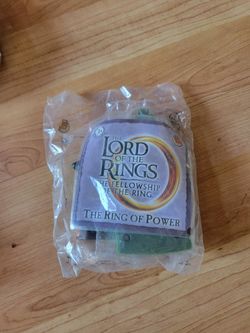 THE
LORD
OF THE
RINGS
THE FELLOWSHIP
OF THE RING
THE RING OF POWER